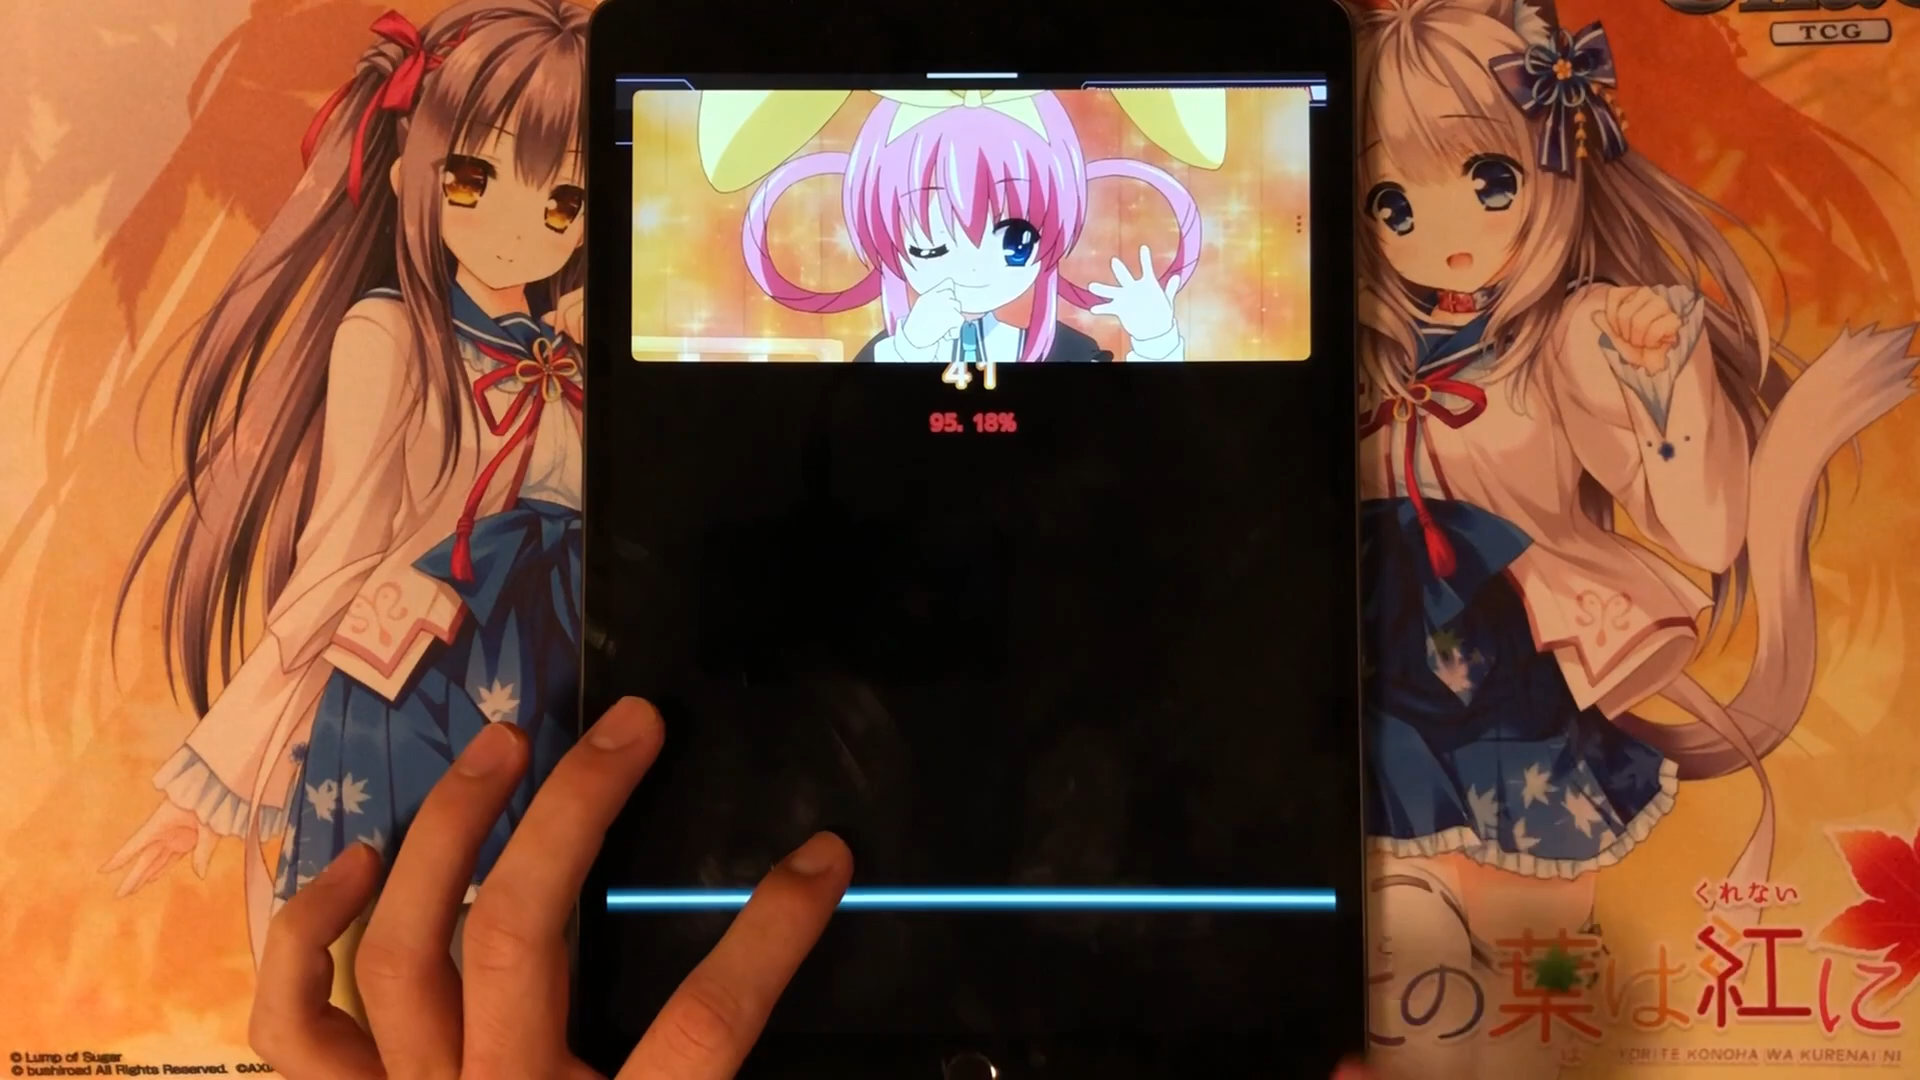 TCG
41
95. 18%
くれない
の葉は紅に
YORITE KONOHA WA KURENAI NI
© Lump of Sugar
© bushiroad All Rights Reserved. ©AXI